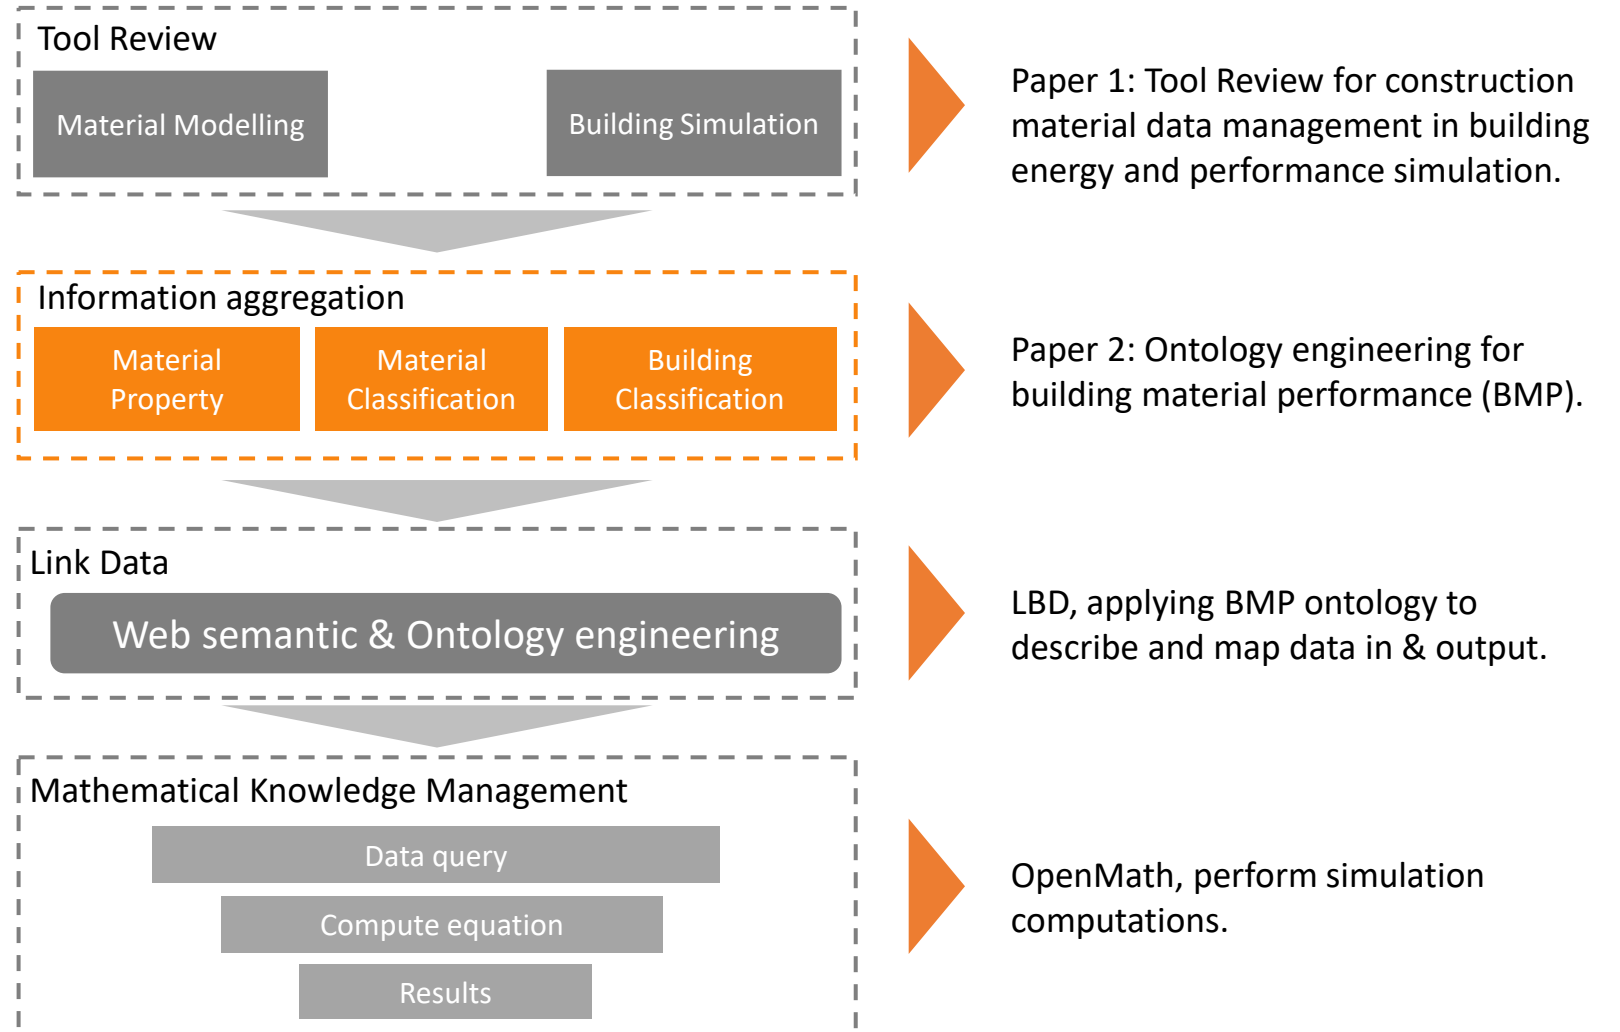 Tool Review
Material Modelling
Building Simulation
Paper 1: Tool Review for construction
material data management in building
energy and performance simulation.
Information aggregation
Material
Property
Material
Classification
Building
Classification
Paper 2: Ontology engineering for
building material performance (BMP).
Link Data
Web semantic & Ontology engineering
LBD, applying BMP ontology to
describe and map data in & output.
Mathematical Knowledge Management
Data query
Compute equation
Results
OpenMath, perform simulation
computations.